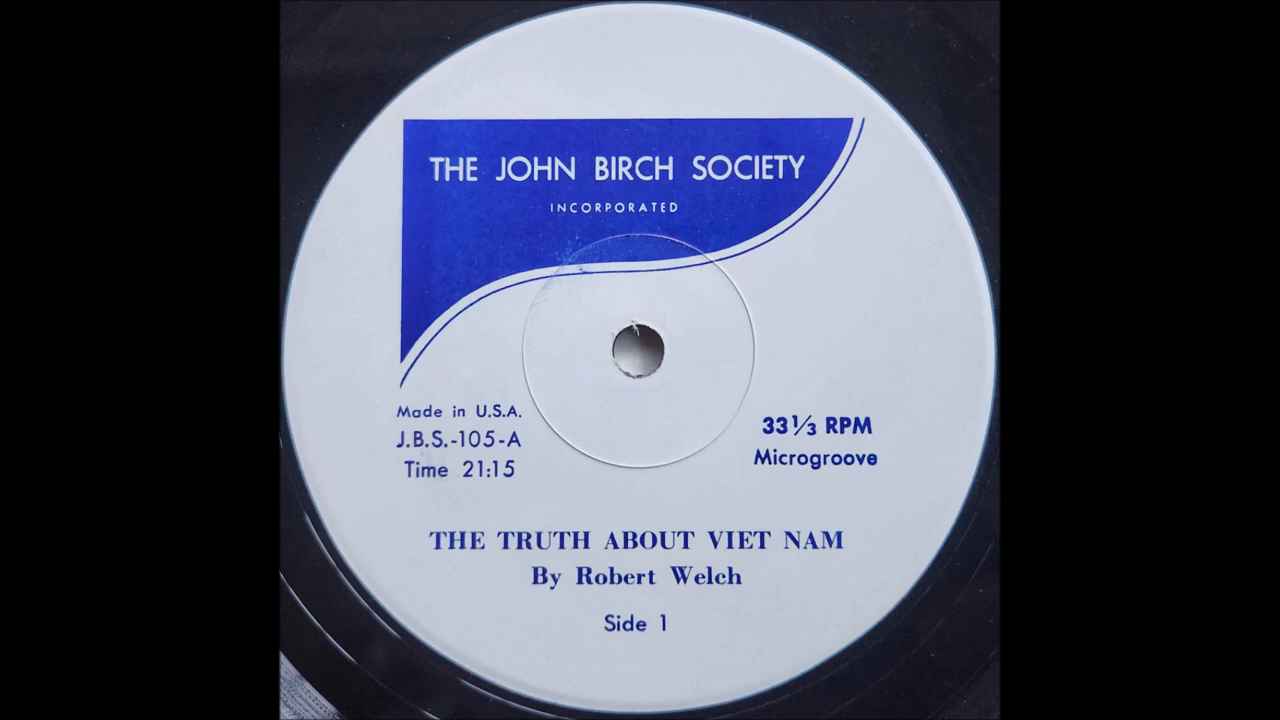 THE JOHN BIRCH SOCIETY
INCORPORATED
Made in U.S.A.
J.B.S.-105-A
Time 21:15
33⅓ RPM
Microgroove
THE TRUTH ABOUT VIET NAM
By Robert Welch
Side 1